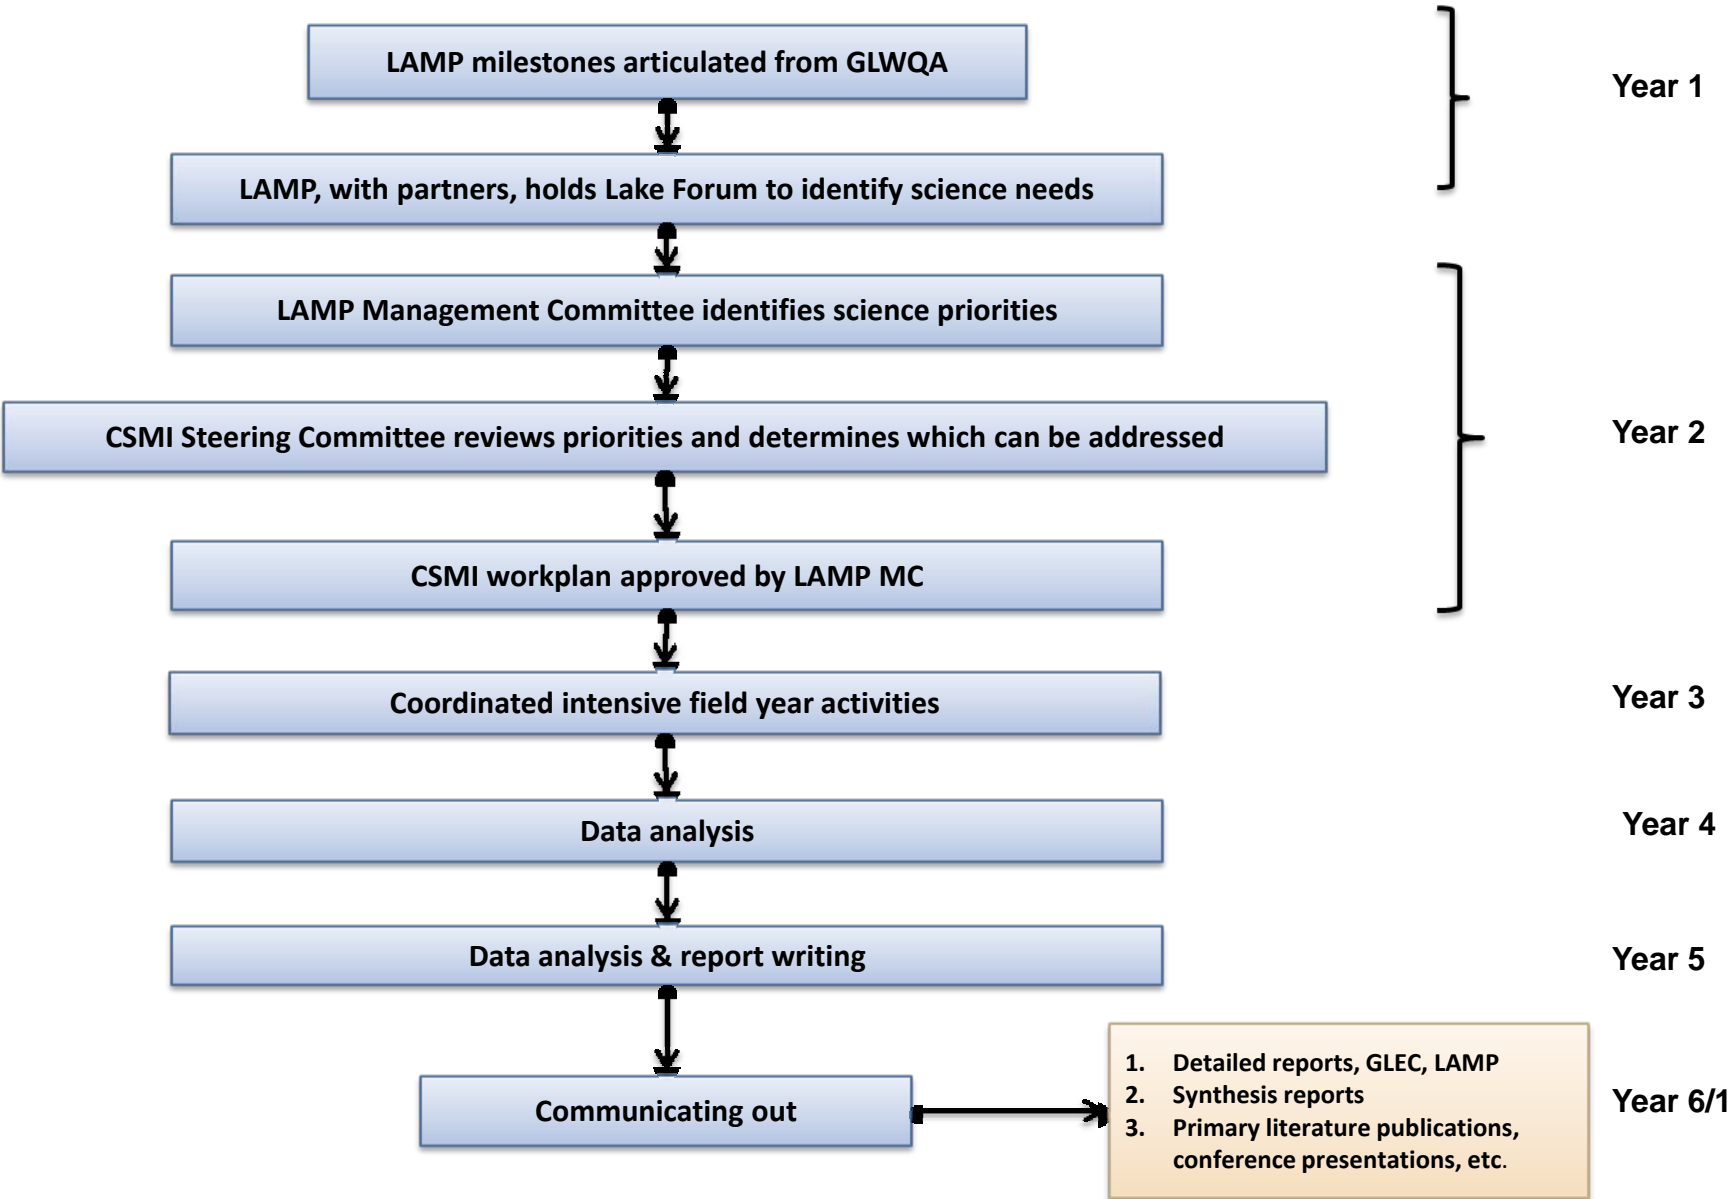 LAMP milestones articulated from GLWQA
Year 1
LAMP, with partners, holds Lake Forum to identify science needs
LAMP Management Committee identifies science priorities
CSMI Steering Committee reviews priorities and determines which can be addressed
Year 2
CSMI workplan approved by LAMP MC
Coordinated intensive field year activities
Year 3
Data analysis
Year 4
Data analysis & report writing
Year 5
Communicating out
1. Detailed reports, GLEC, LAMP
2. Synthesis reports
3. Primary literature publications,
conference presentations, etc.
Year 6/1